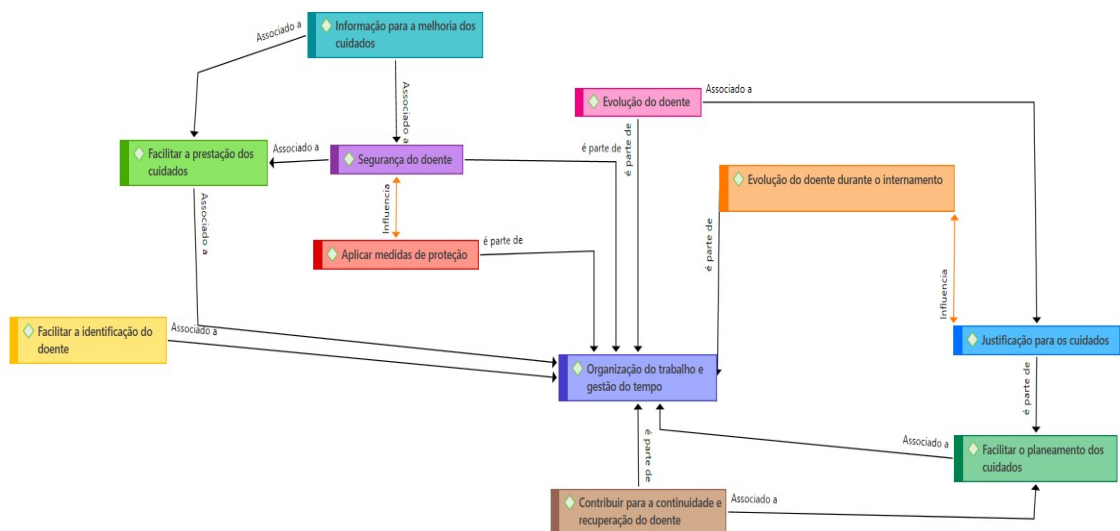 Informação para a melhoria dos
cuidados
Associado a
Associado a
Evolução do doente
Associado a
é parte de
Facilitar a prestação dos
cuidados
Associado a
Segurança do doente
é parte de
Evolução do doente durante o internamento
é parte de
Associado a
Influencia
Aplicar medidas de proteção
é parte de
Influencia
Facilitar a identificação do
doente
Associado a
Justificação para os cuidados
Organização do trabalho e
gestão do tempo
é parte de
é parte de
Associado a
Facilitar o planeamento dos
cuidados
Contribuir para a continuidade e
recuperação do doente
Associado a